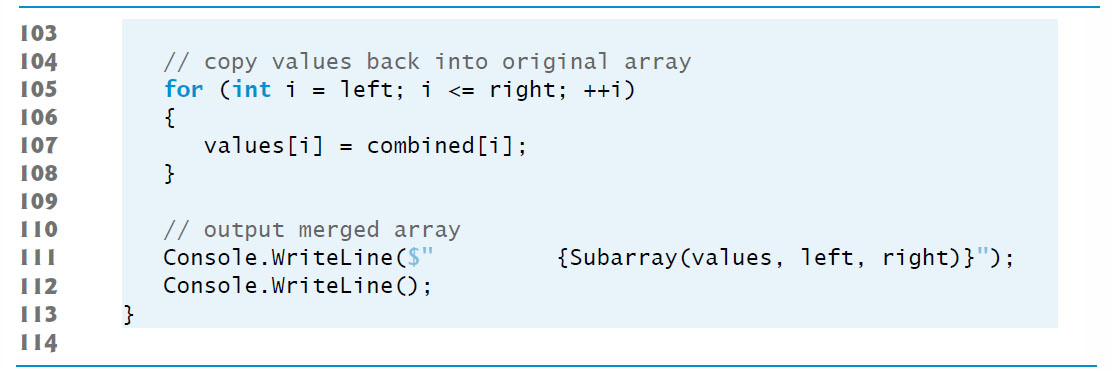 103
104 // copy values back into original array
105 for (int i = left; i <= right; ++i)
106 {
107 values[i] = combined[i];
108 }
109
110 // output merged array
111 Console.WriteLine($"         {Subarray(values, left, right)}");
112 Console.WriteLine();
113 }
114